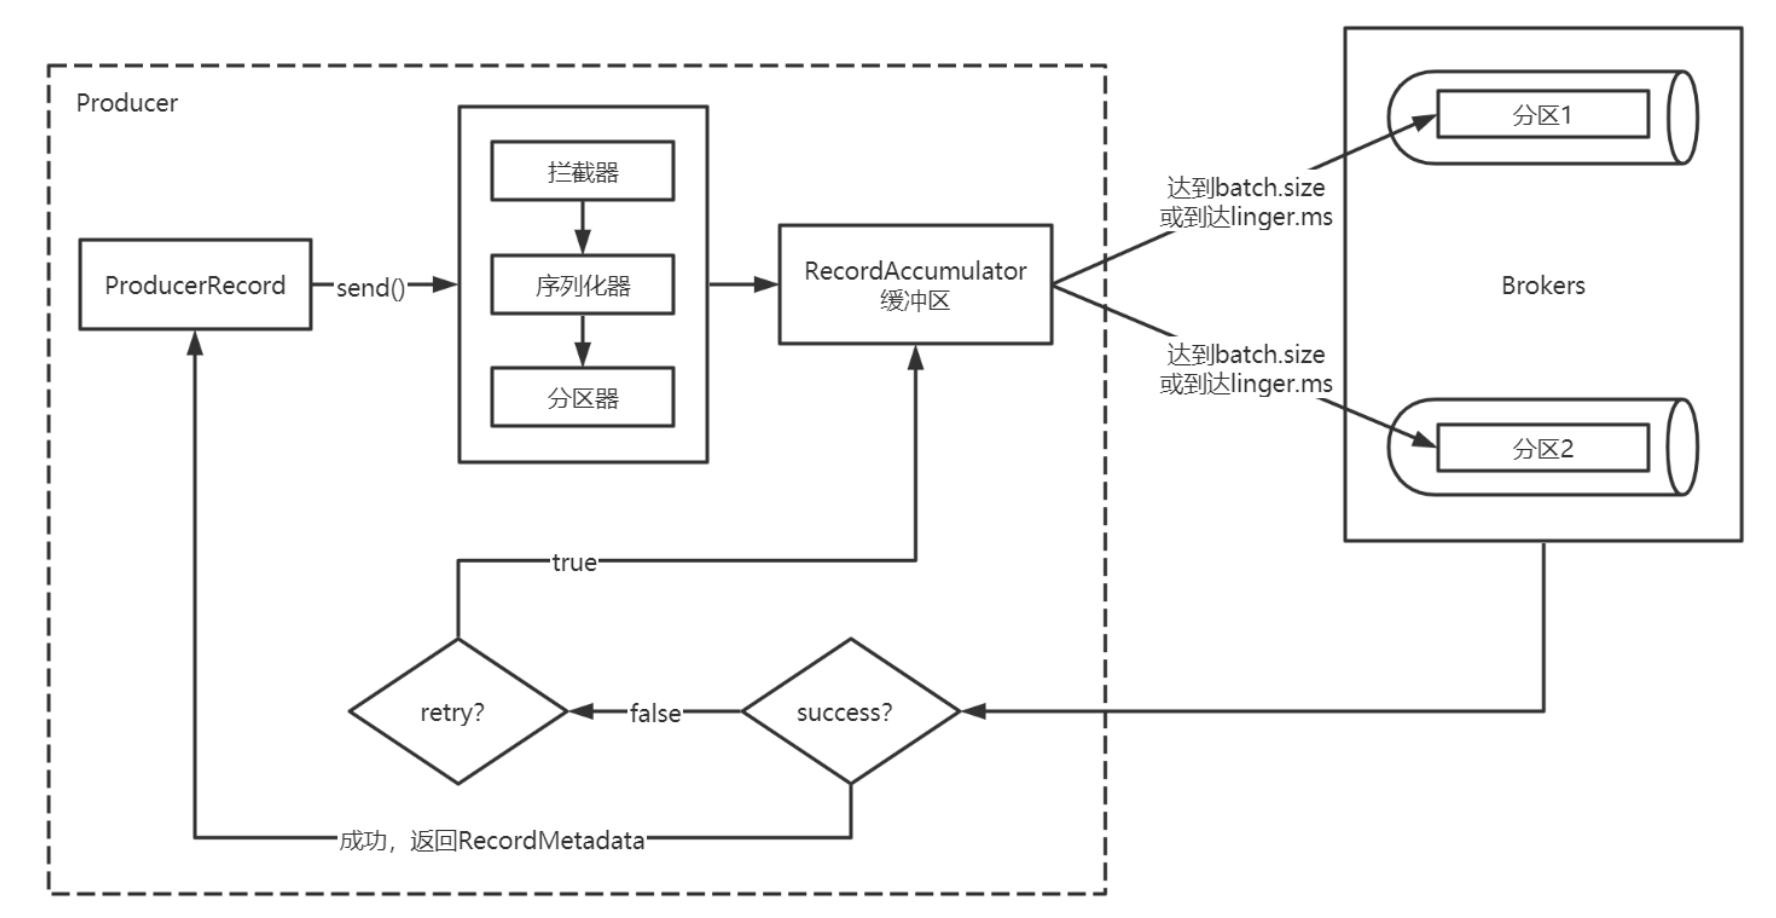 Producer
拦截器
ProducerRecord
send()
序列化器
分区器
RecordAccumulator
缓冲区
达到batch.size
或到达linger.ms
达到batch.size
或到达linger.ms
分区1
Brokers
分区2
true
retry?
false
success?
成功，返回RecordMetadata